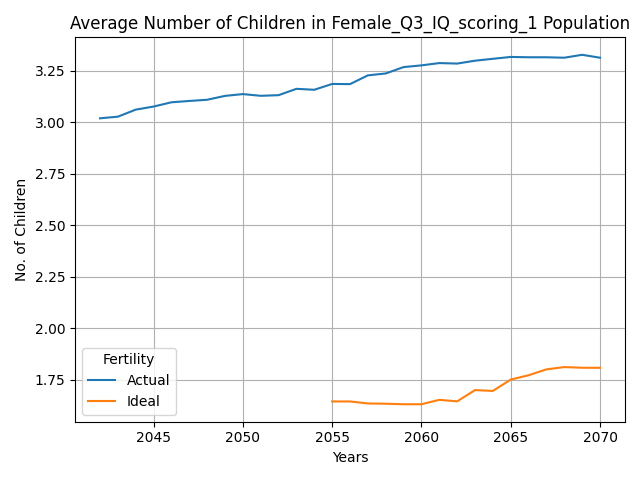 Average Number of Children in Female_Q3_IQ_scoring_1 Population
No. of Children
3.25
3.00
2.75
2.50
2.25
2.00
1.75
Fertility
Actual
Ideal
2045 2050 2055 2060 2065 2070
Years